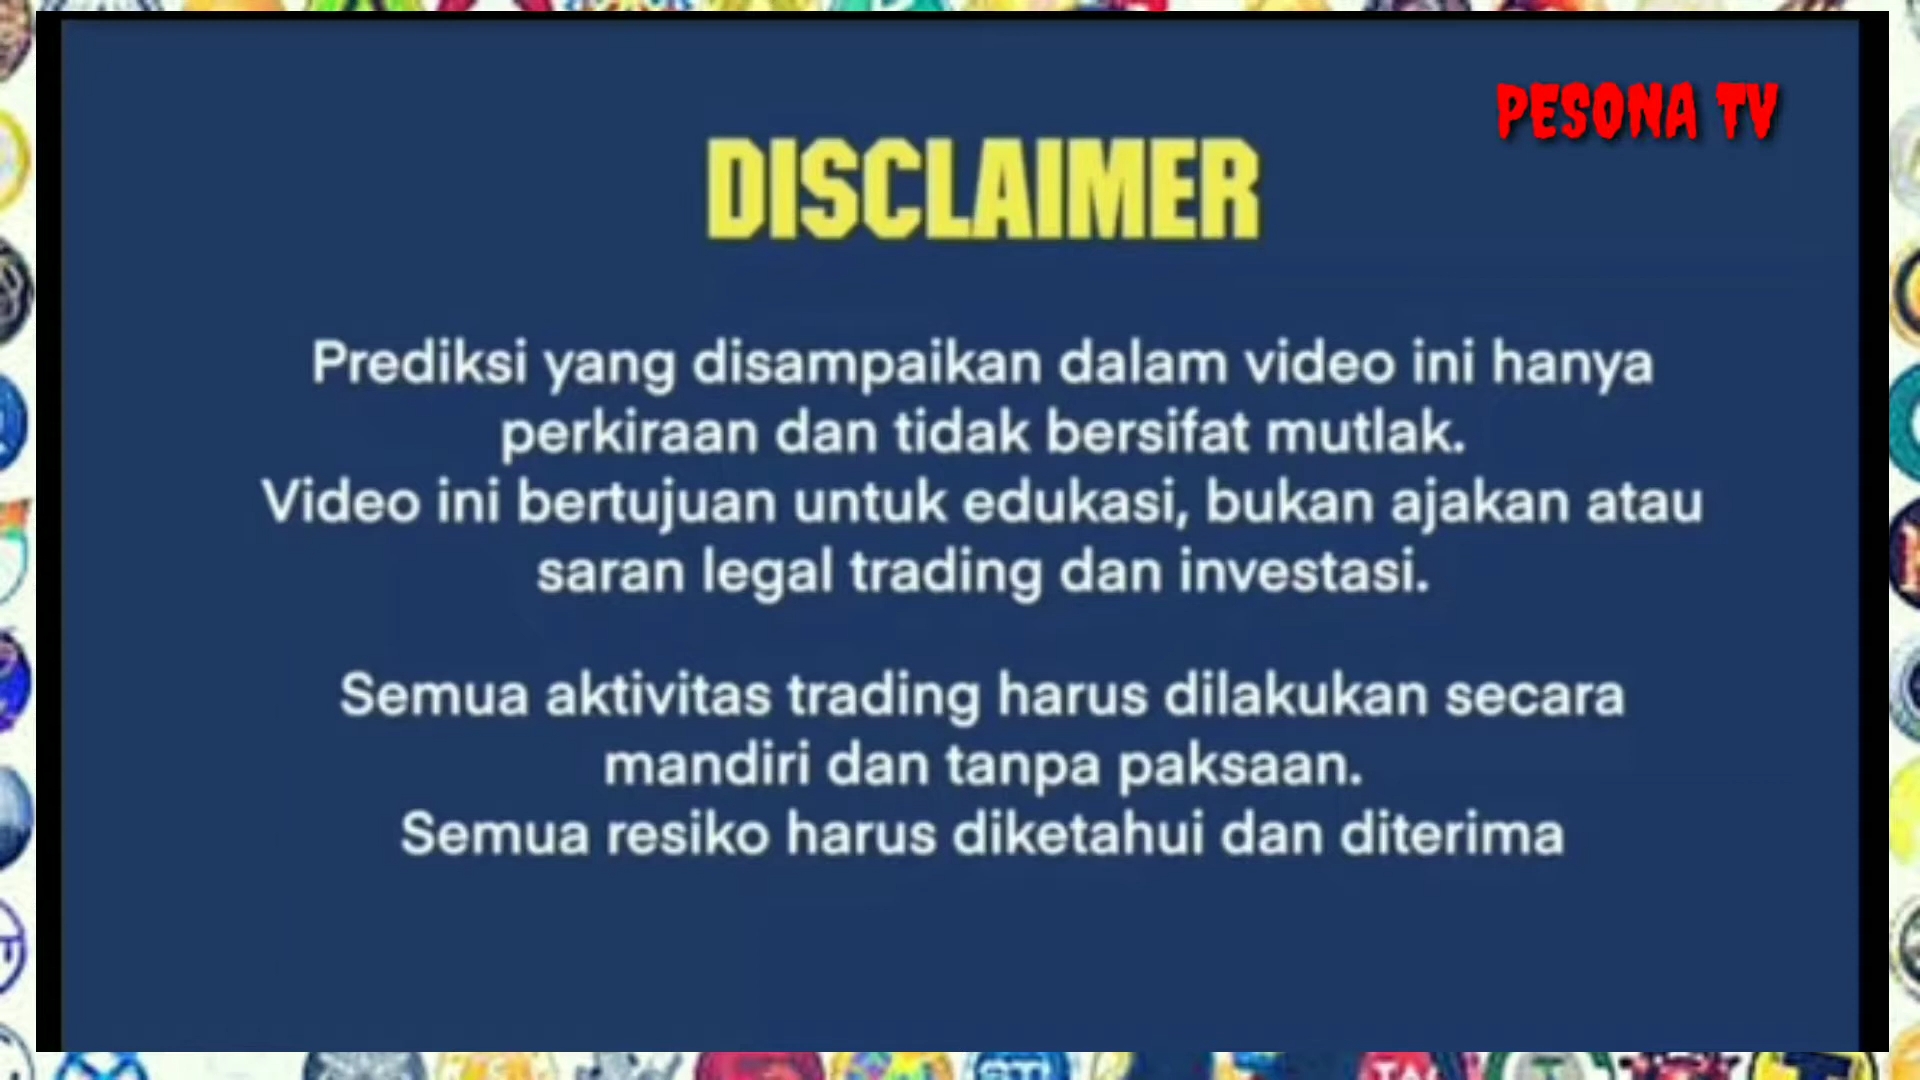 PESONA TV
DISCLAIMER
Prediksi yang disampaikan dalam video ini hanya
perkiraan dan tidak bersifat mutlak.
Video ini bertujuan untuk edukasi, bukan ajakan atau
saran legal trading dan investasi.
Semua aktivitas trading harus dilakukan secara
mandiri dan tanpa paksaan.
Semua resiko harus diketahui dan diterima